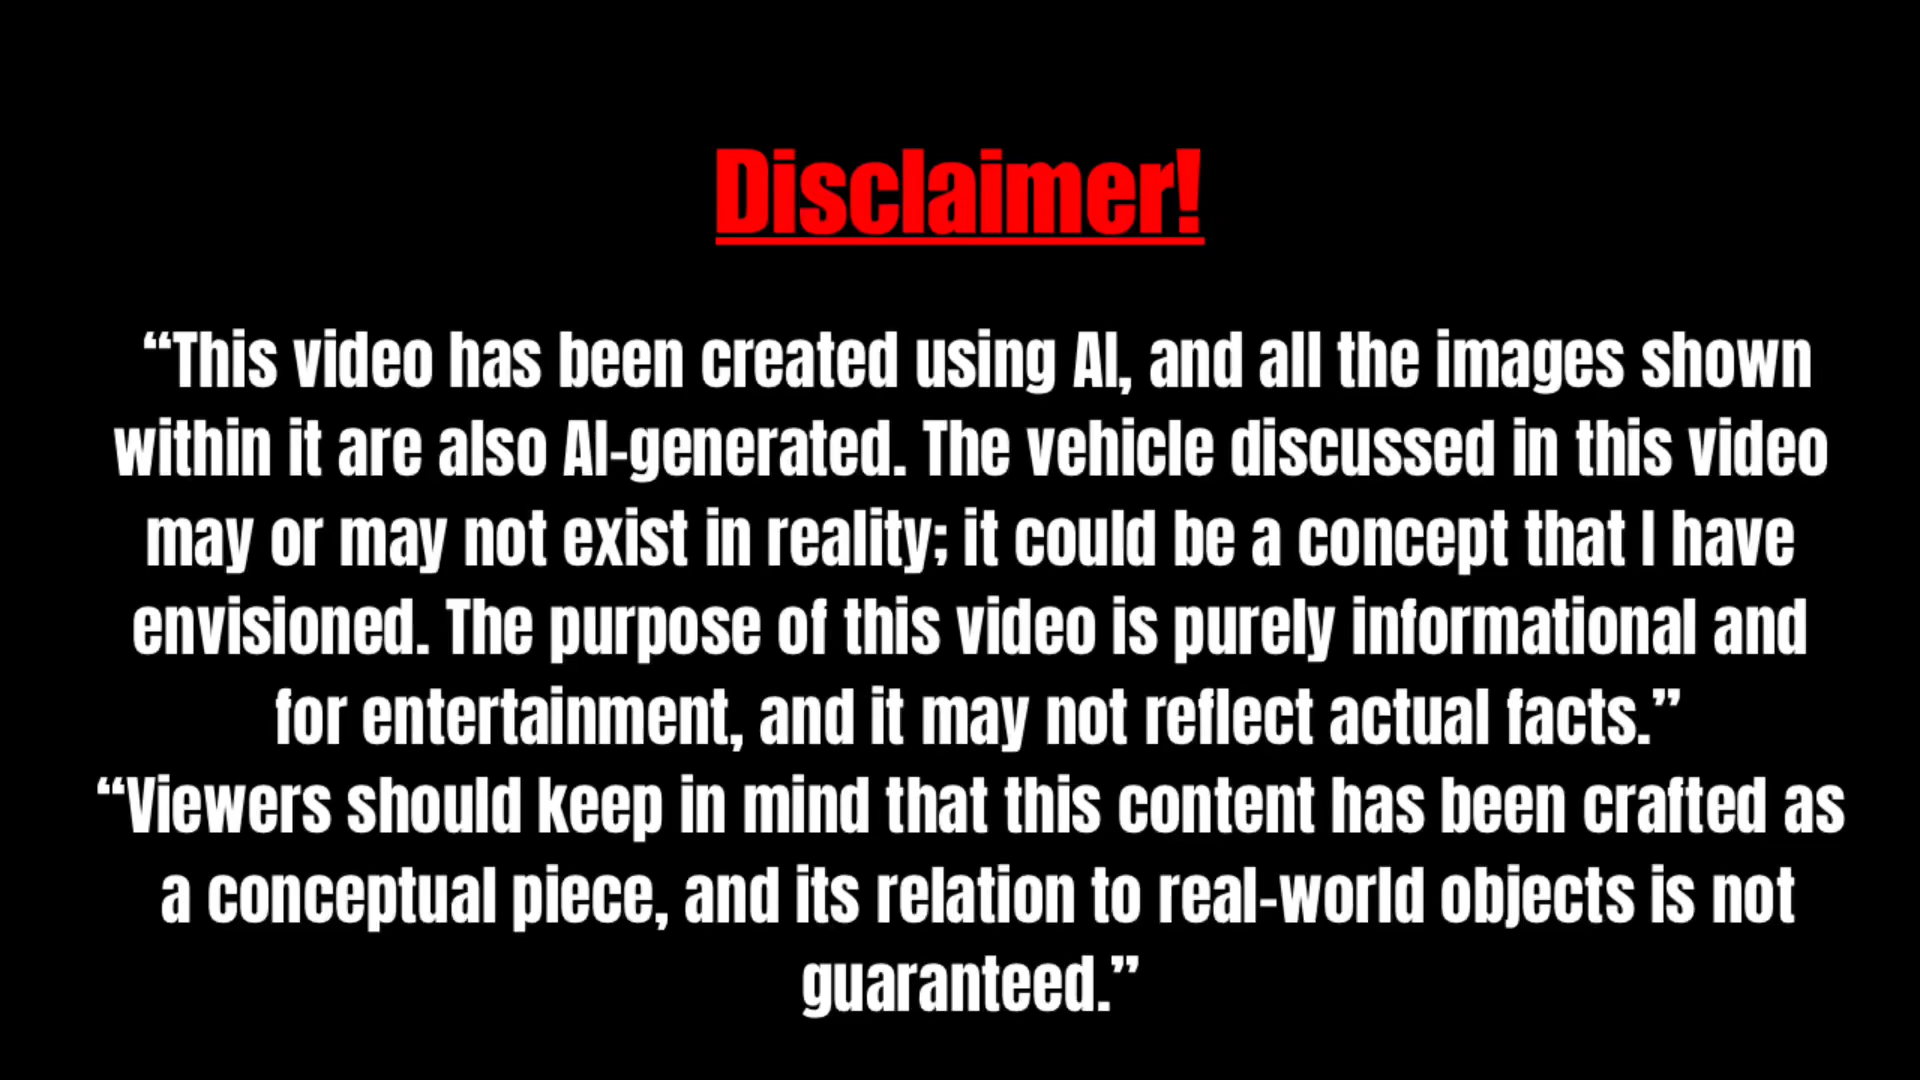 Disclaimer!
“This video has been created using AI, and all the images shown
within it are also AI-generated. The vehicle discussed in this video
may or may not exist in reality; it could be a concept that I have
envisioned. The purpose of this video is purely informational and
for entertainment, and it may not reflect actual facts.”
“Viewers should keep in mind that this content has been crafted as
a conceptual piece, and its relation to real-world objects is not
guaranteed.”